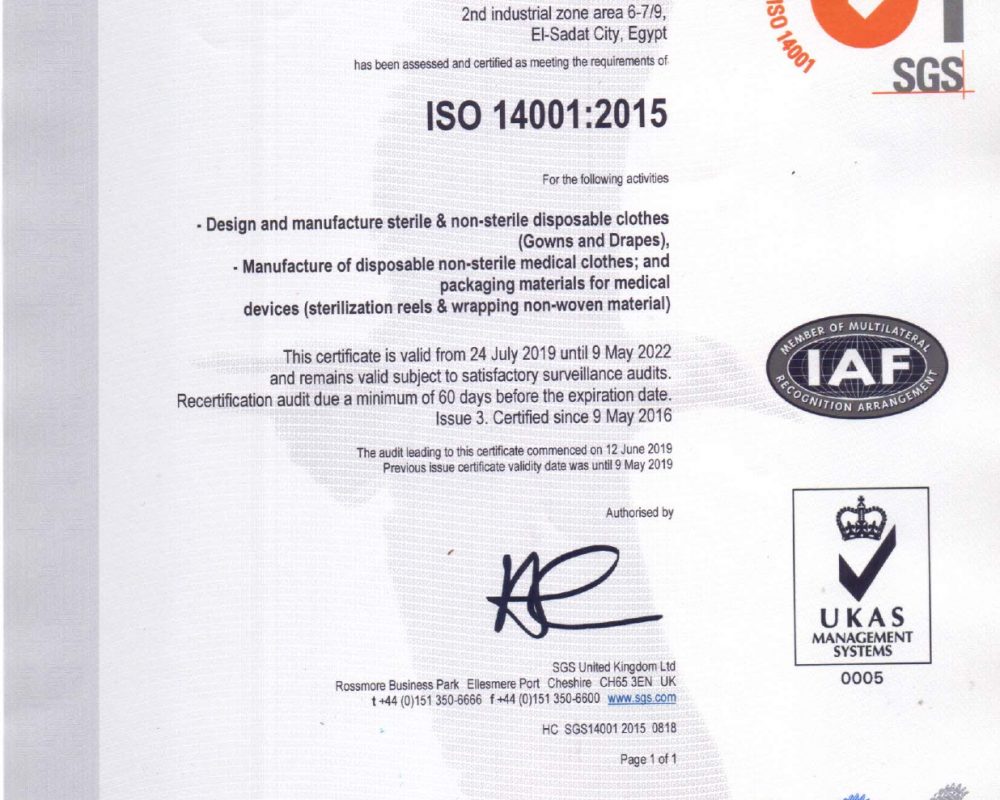 2nd industrial zone area 6-7/9,
El-Sadat City, Egypt
has been assessed and certified as meeting the requirements of
ISO 14001:2015
For the following activities
- Design and manufacture sterile & non-sterile disposable clothes
(Gowns and Drapes),
- Manufacture of disposable non-sterile medical clothes; and
packaging materials for medical
devices (sterilization reels & wrapping non-woven material)
This certificate is valid from 24 July 2019 until 9 May 2022
and remains valid subject to satisfactory surveillance audits.
Recertification audit due a minimum of 60 days before the expiration date.
Issue 3. Certified since 9 May 2016
The audit leading to this certificate commenced on 12 June 2019
Previous issue certificate validity date was until 9 May 2019
Authorised by
SGS United Kingdom Ltd
Rossmore Business Park Ellesmere Port Cheshire CH65 3EN UK
t +44 (0)151 350-6666 f +44 (0)151 350-6600 www.sgs.com
HC SGS14001 2015 0818
Page 1 of 1
ISO 14001
SGS
MEMBER OF MULTILATERAL
IAF
RECOGNITION ARRANGEMENT
UKAS
MANAGEMENT
SYSTEMS
0005